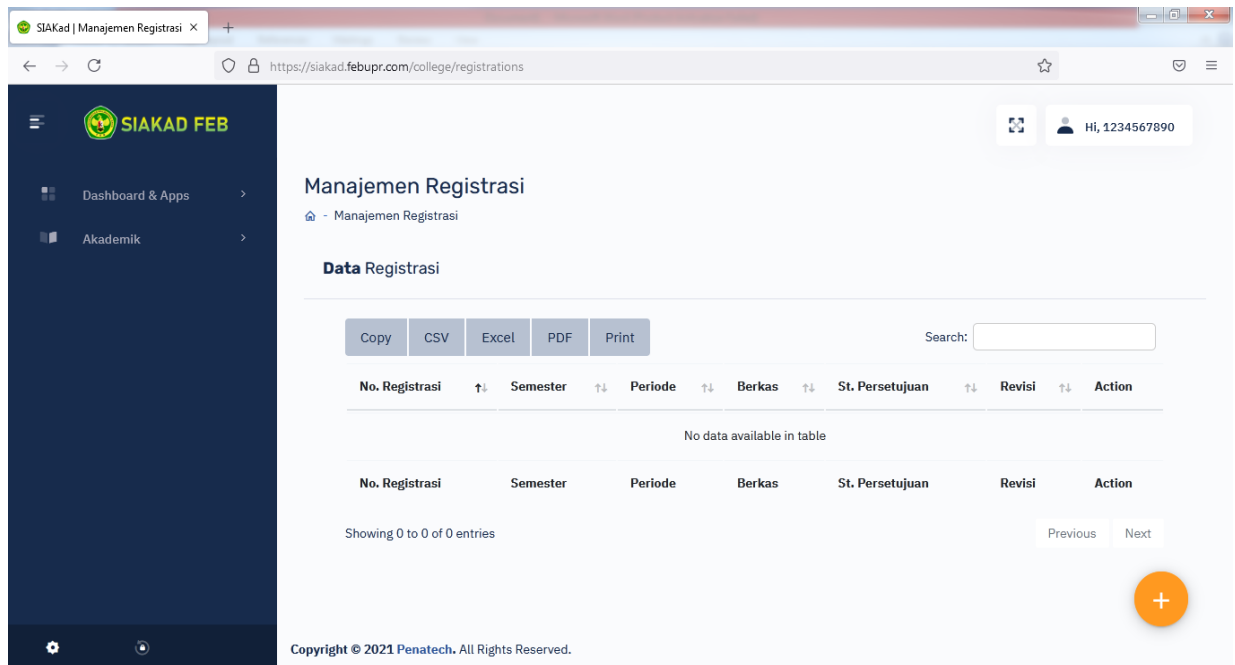 SIAKad | Manajemen Registrasi
https://siakad.febupr.com/college/registrations
SIAKAD FEB
Hi, 1234567890
Dashboard & Apps
Akademik
Manajemen Registrasi
- Manajemen Registrasi
Data Registrasi
Copy CSV Excel PDF Print Search:
No. Registrasi Semester Periode Berkas St. Persetujuan Revisi Action
No data available in table
No. Registrasi Semester Periode Berkas St. Persetujuan Revisi Action
Showing 0 to 0 of 0 entries
Previous Next
+
Copyright © 2021 Penatech. All Rights Reserved.